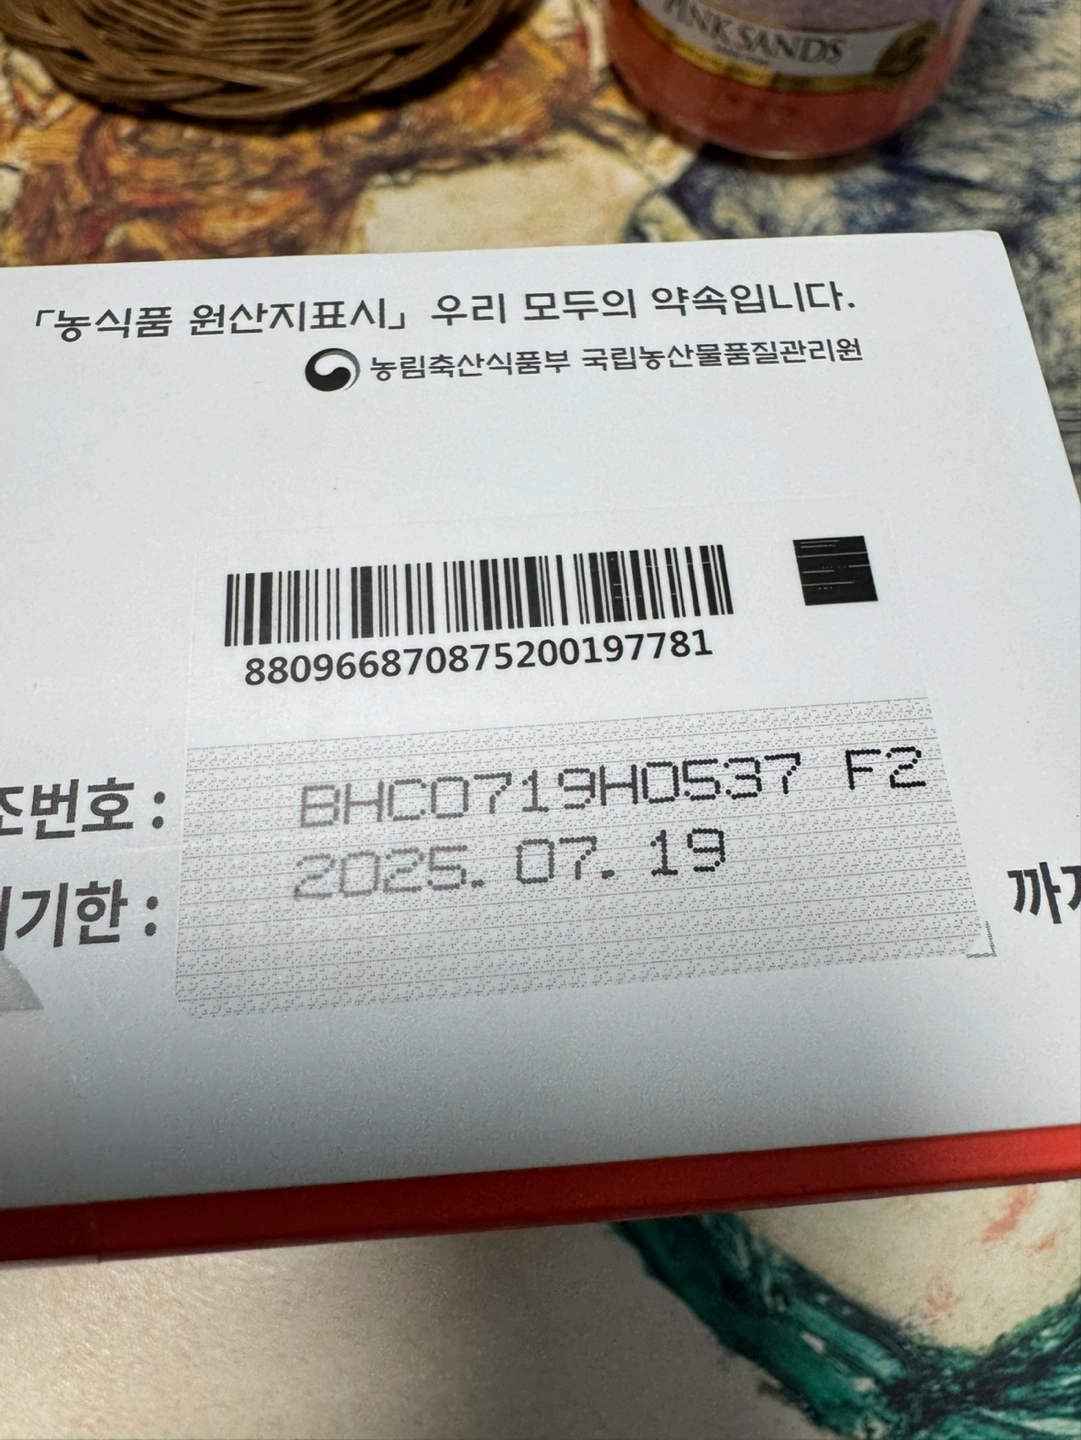 PINK SANDS
「농식품 원산지표시」 우리 모두의 약속입니다.
농림축산식품부 국립농산물품질관리원
880966870875200197781
조번호 : BHC0719H0537 F2
기한 : 2025. 07. 19 까지